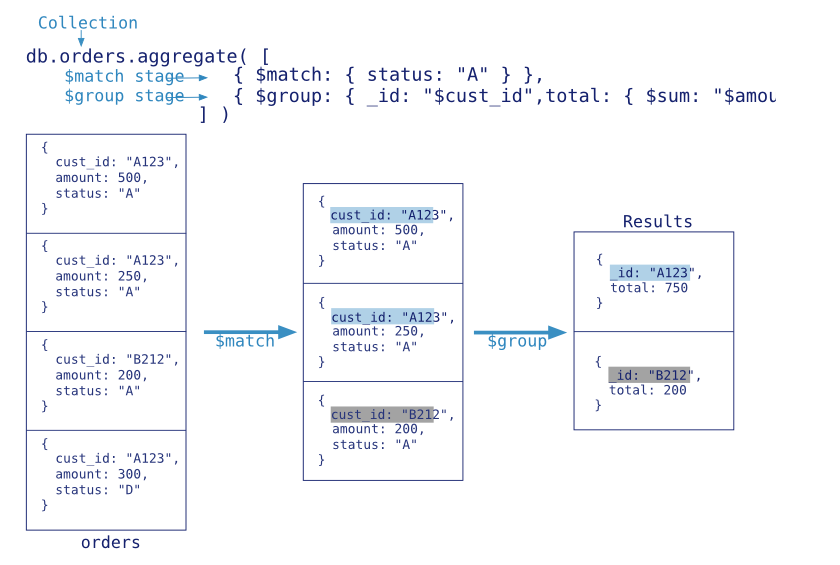 Collection
db.orders.aggregate( [
$match stage { $match: { status: "A" } },
$group stage { $group: { _id: "$cust_id",total: { $sum: "$amou
] )
{
cust_id: "A123",
amount: 500,
status: "A"
}
{
cust_id: "A123",
amount: 250,
status: "A"
}
{
cust_id: "B212",
amount: 200,
status: "A"
}
{
cust_id: "A123",
amount: 300,
status: "D"
}
orders
$match
{
cust_id: "A123",
amount: 500,
status: "A"
}
{
cust_id: "A123",
amount: 250,
status: "A"
}
{
cust_id: "B212",
amount: 200,
status: "A"
}
$group
Results
{
_id: "A123",
total: 750
}
{
_id: "B212",
total: 200
}